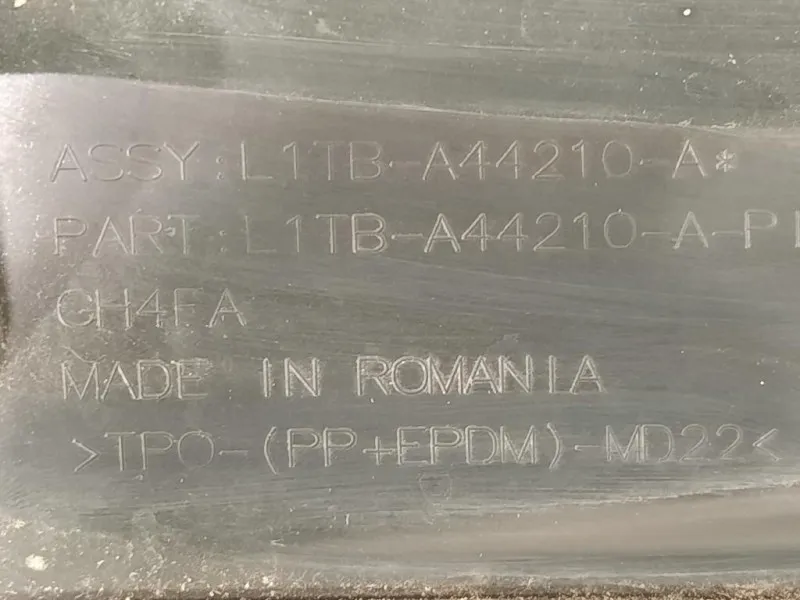 ASSY:L1TB-A44210-A*
PART:L1TB-A44210-A-P
GH4FA
MADE IN ROMANIA
>TPO-(PP+EPDM)-MD22<